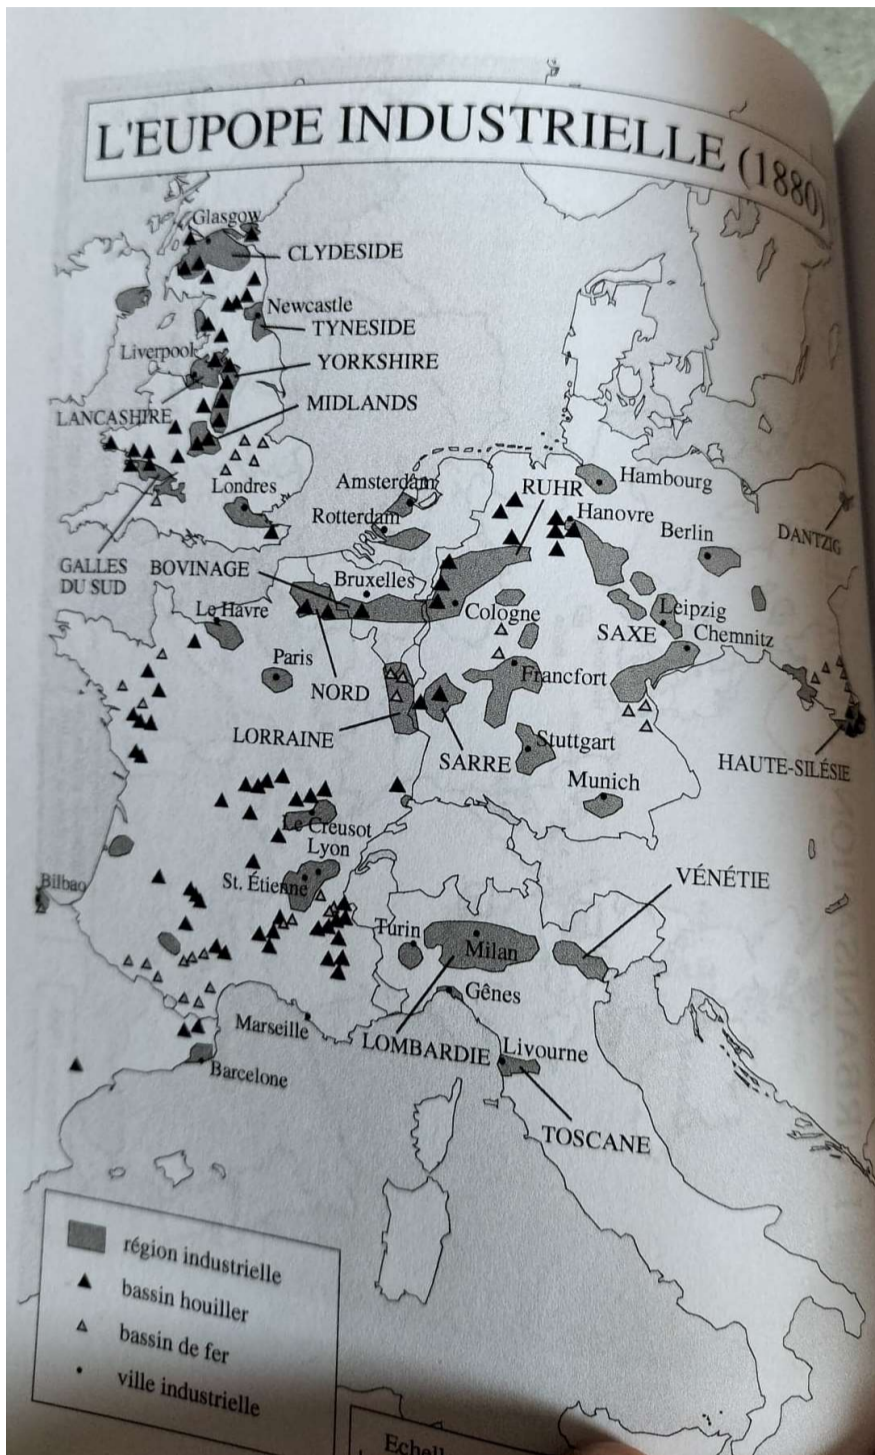 L'EUPOPE INDUSTRIELLE (1880)
Glasgow
CLYDESIDE
Newcastle
TYNESIDE
Liverpool
YORKSHIRE
LANCASHIRE
MIDLANDS
Londres
Amsterdam
RUHR
Hambourg
Rotterdam
Hanovre
Berlin
DANTZIG
GALLES
DU SUD
BOVINAGE
Bruxelles
Le Havre
Cologne
Leipzig
SAXE
Chemnitz
Paris
NORD
Francfort
LORRAINE
SARRE
Stuttgart
HAUTE-SILÉSIE
Munich
Le Creusot
Lyon
St. Étienne
Bilbao
VÉNÉTIE
Turin
Milan
Gênes
Marseille
LOMBARDIE
Livourne
Barcelone
TOSCANE
région industrielle
bassin houiller
bassin de fer
ville industrielle